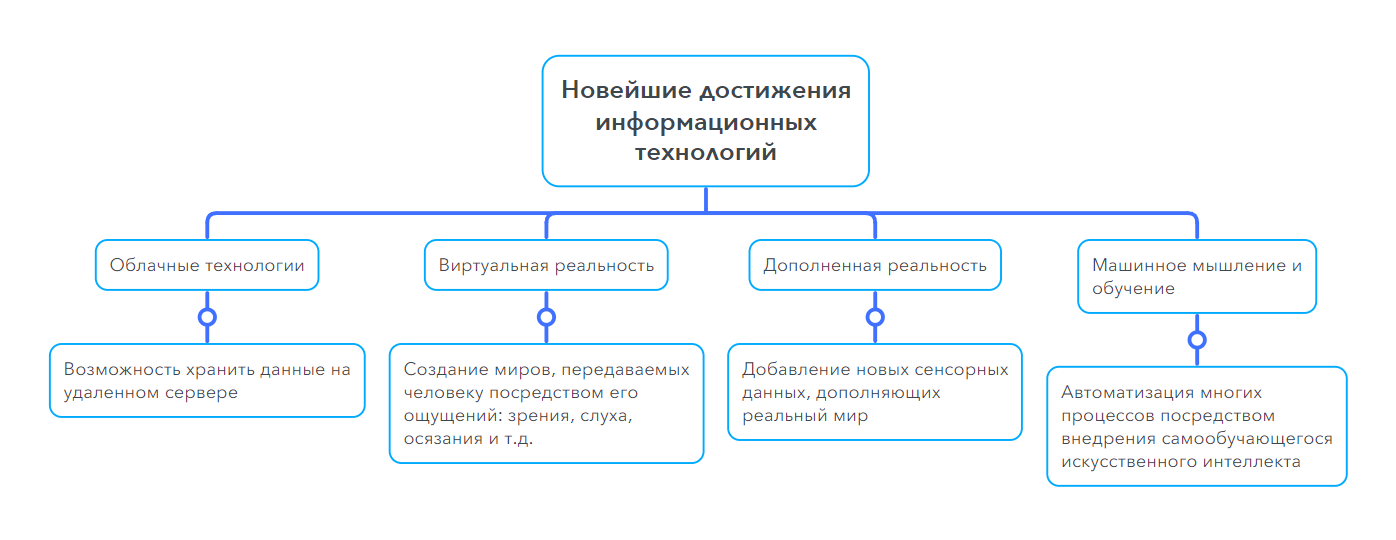 Новейшие достижения
информационных
технологий
Облачные технологии
Виртуальная реальность
Дополненная реальность
Машинное мышление и
обучение
Возможность хранить данные на
удаленном сервере
Создание миров, передаваемых
человеку посредством его
ощущений: зрения, слуха,
осязания и т.д.
Добавление новых сенсорных
данных, дополняющих
реальный мир
Автоматизация многих
процессов посредством
внедрения самообучающегося
искусственного интеллекта